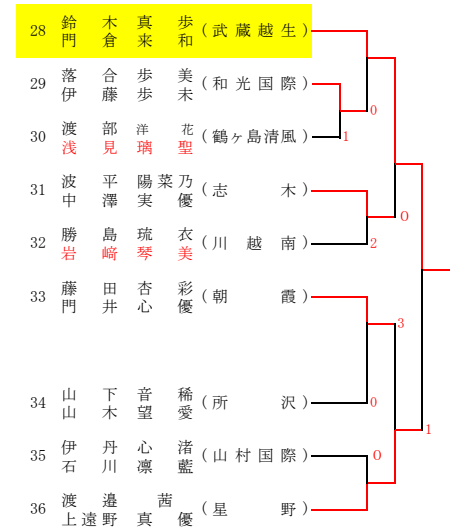 28 鈴木真歩 (武蔵越生)
門倉来和
29 落合歩美 (和光国際)
伊藤歩未
0
30 渡部洋花 (鶴ヶ島清風)
浅見璃聖
1
31 波平陽菜乃 (志木)
中澤実優
0
32 勝島琉衣 (川越南)
岩﨑琴美
2
33 藤田杏彩 (朝霞)
門井心優
3
34 山下音稀 (所沢)
山木望愛
0
1
35 伊丹心渚 (山村国際)
石川凛藍
0
36 渡邉茜 (星野)
上遠野真優